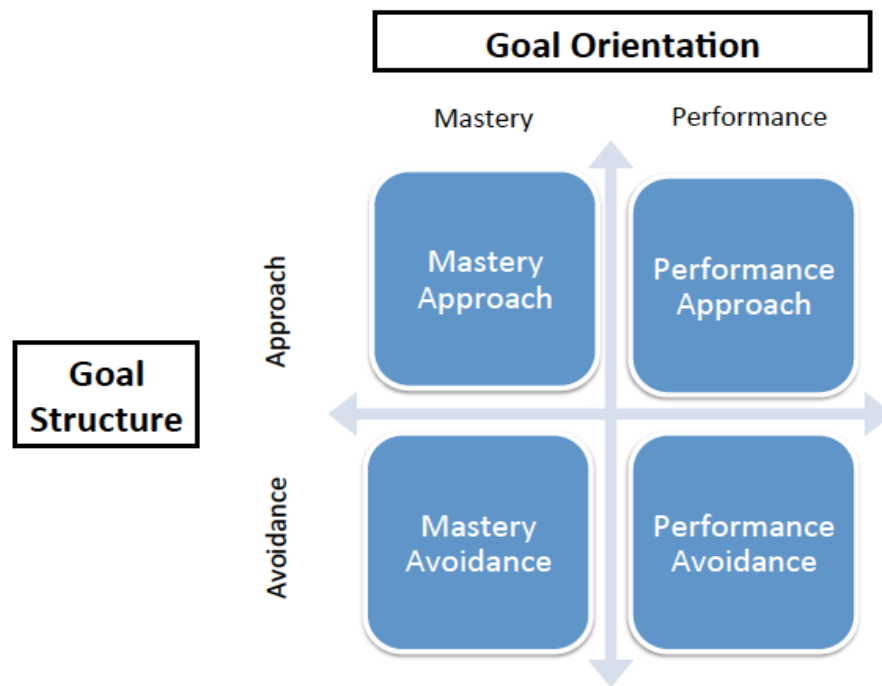 Goal Orientation
Mastery
Performance
Approach
Mastery
Approach
Performance
Approach
Goal
Structure
Avoidance
Mastery
Avoidance
Performance
Avoidance